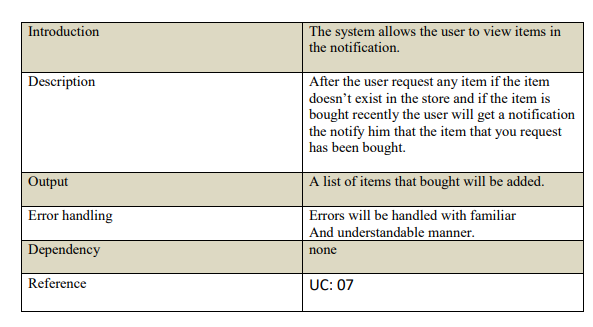 Introduction
The system allows the user to view items in
the notification.
Description
After the user request any item if the item
doesn’t exist in the store and if the item is
bought recently the user will get a notification
the notify him that the item that you request
has been bought.
Output
A list of items that bought will be added.
Error handling
Errors will be handled with familiar
And understandable manner.
Dependency
none
Reference
UC: 07